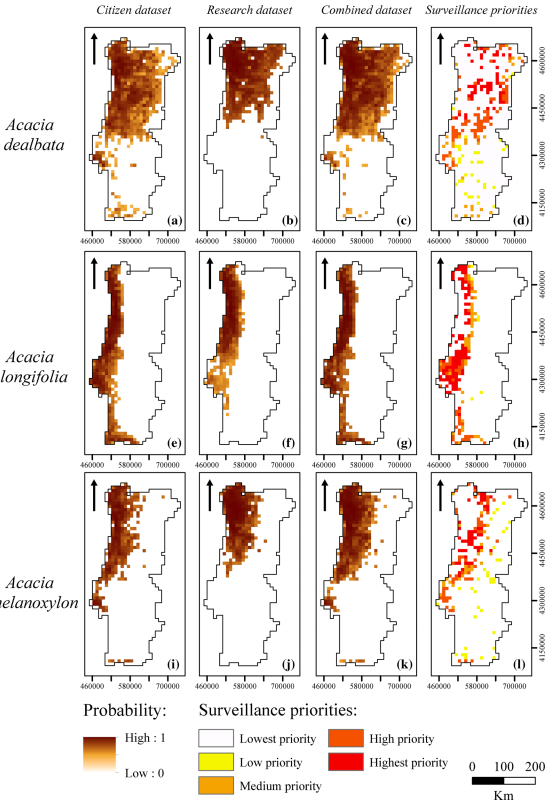 Citizen dataset Research dataset Combined dataset Surveillance priorities
Acacia
dealbata
(a) (b) (c) (d)
4600000
4450000
4300000
4150000
460000 580000 700000 460000 580000 700000 460000 580000 700000 460000 580000 700000
Acacia
longifolia
(e) (f) (g) (h)
4600000
4450000
4300000
4150000
460000 580000 700000 460000 580000 700000 460000 580000 700000 460000 580000 700000
Acacia
melanoxylon
(i) (j) (k) (l)
4600000
4450000
4300000
4150000
460000 580000 700000 460000 580000 700000 460000 580000 700000 460000 580000 700000
Probability:
High : 1
Low : 0
Surveillance priorities:
Lowest priority
High priority
Low priority
Highest priority
Medium priority
0 100 200
Km